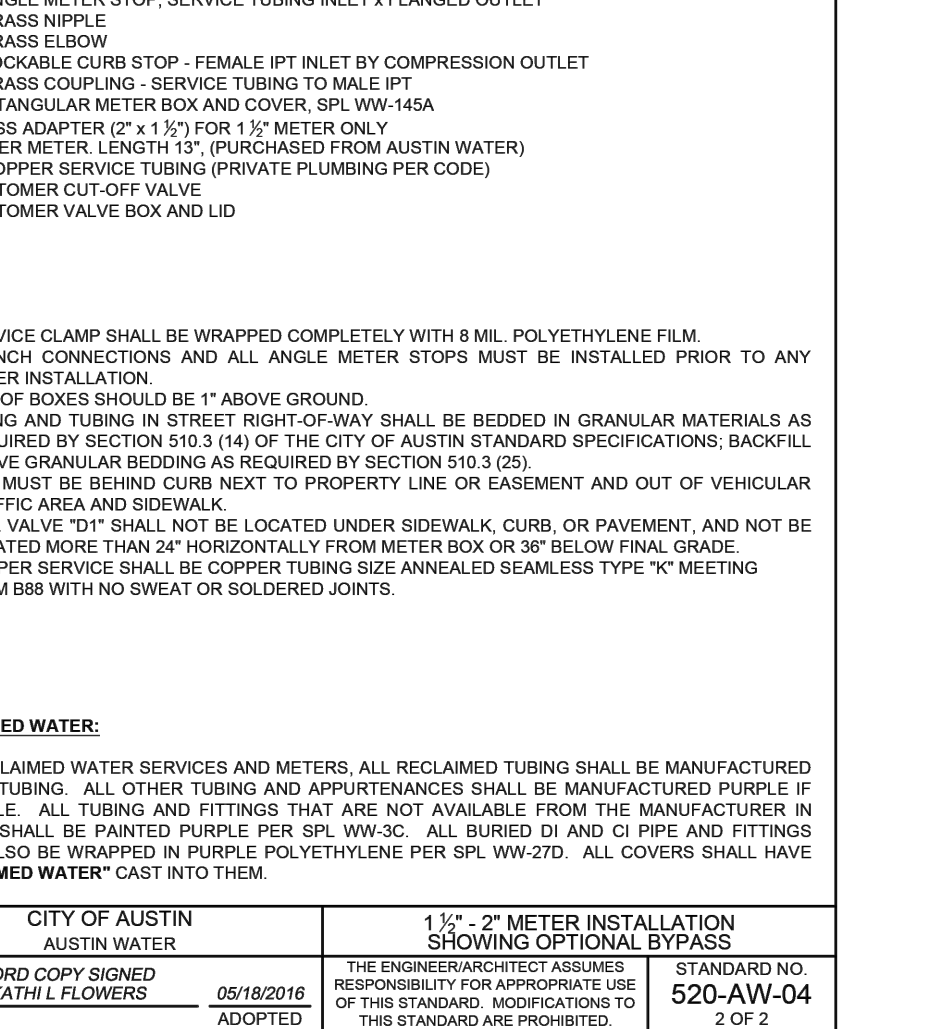 NGLE METER STOP, SERVICE TUBING INLET x FLANGED OUTLET
RASS NIPPLE
RASS ELBOW
OCKABLE CURB STOP - FEMALE IPT INLET BY COMPRESSION OUTLET
RASS COUPLING - SERVICE TUBING TO MALE IPT
TANGULAR METER BOX AND COVER, SPL WW-145A
SS ADAPTER (2" x 1 ½") FOR 1 ½" METER ONLY
ER METER. LENGTH 13", (PURCHASED FROM AUSTIN WATER)
OPPER SERVICE TUBING (PRIVATE PLUMBING PER CODE)
TOMER CUT-OFF VALVE
TOMER VALVE BOX AND LID
VICE CLAMP SHALL BE WRAPPED COMPLETELY WITH 8 MIL. POLYETHYLENE FILM.
NCH CONNECTIONS AND ALL ANGLE METER STOPS MUST BE INSTALLED PRIOR TO ANY
ER INSTALLATION.
OF BOXES SHOULD BE 1" ABOVE GROUND.
NG AND TUBING IN STREET RIGHT-OF-WAY SHALL BE BEDDED IN GRANULAR MATERIALS AS
UIRED BY SECTION 510.3 (14) OF THE CITY OF AUSTIN STANDARD SPECIFICATIONS; BACKFILL
VE GRANULAR BEDDING AS REQUIRED BY SECTION 510.3 (25).
MUST BE BEHIND CURB NEXT TO PROPERTY LINE OR EASEMENT AND OUT OF VEHICULAR
FFIC AREA AND SIDEWALK.
VALVE "D1" SHALL NOT BE LOCATED UNDER SIDEWALK, CURB, OR PAVEMENT, AND NOT BE
ATED MORE THAN 24" HORIZONTALLY FROM METER BOX OR 36" BELOW FINAL GRADE.
PER SERVICE SHALL BE COPPER TUBING SIZE ANNEALED SEAMLESS TYPE "K" MEETING
M B88 WITH NO SWEAT OR SOLDERED JOINTS.
ED WATER:
LAIMED WATER SERVICES AND METERS, ALL RECLAIMED TUBING SHALL BE MANUFACTURED
TUBING. ALL OTHER TUBING AND APPURTENANCES SHALL BE MANUFACTURED PURPLE IF
LE. ALL TUBING AND FITTINGS THAT ARE NOT AVAILABLE FROM THE MANUFACTURER IN
SHALL BE PAINTED PURPLE PER SPL WW-3C. ALL BURIED DI AND CI PIPE AND FITTINGS
LSO BE WRAPPED IN PURPLE POLYETHYLENE PER SPL WW-27D. ALL COVERS SHALL HAVE
MED WATER" CAST INTO THEM.
CITY OF AUSTIN
AUSTIN WATER
1 ½" - 2" METER INSTALLATION
SHOWING OPTIONAL BYPASS
ORD COPY SIGNED
KATHI L FLOWERS
05/18/2016
ADOPTED
THE ENGINEER/ARCHITECT ASSUMES
RESPONSIBILITY FOR APPROPRIATE USE
OF THIS STANDARD. MODIFICATIONS TO
THIS STANDARD ARE PROHIBITED.
STANDARD NO.
520-AW-04
2 OF 2